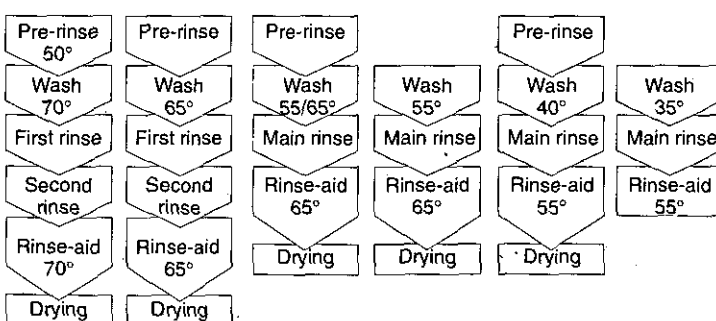 Pre-rinse
50°
Wash
70°
First rinse
Second
rinse
Rinse-aid
70°
Drying
Pre-rinse
Wash
65°
First rinse
Second
rinse
Rinse-aid
65°
Drying
Pre-rinse
Wash
55/65°
Main rinse
Rinse-aid
65°
Drying
Wash
55°
Main rinse
Rinse-aid
65°
Drying
Pre-rinse
Wash
40°
Main rinse
Rinse-aid
55°
Drying
Wash
35°
Main rinse
Rinse-aid
55°